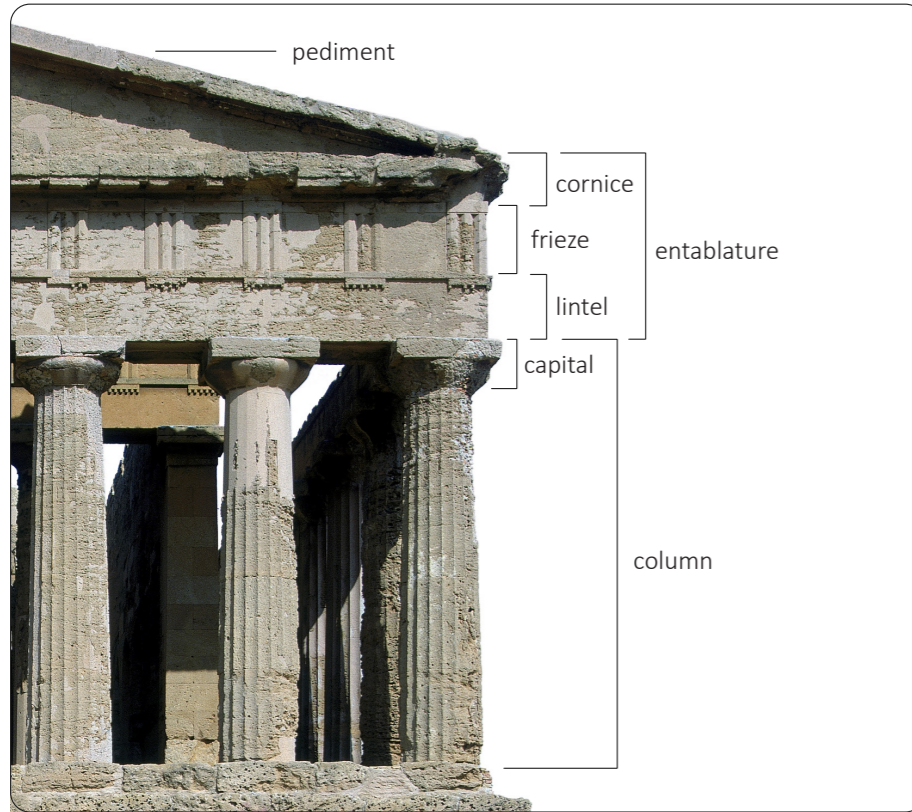 pediment
cornice
frieze
entablature
lintel
capital
column